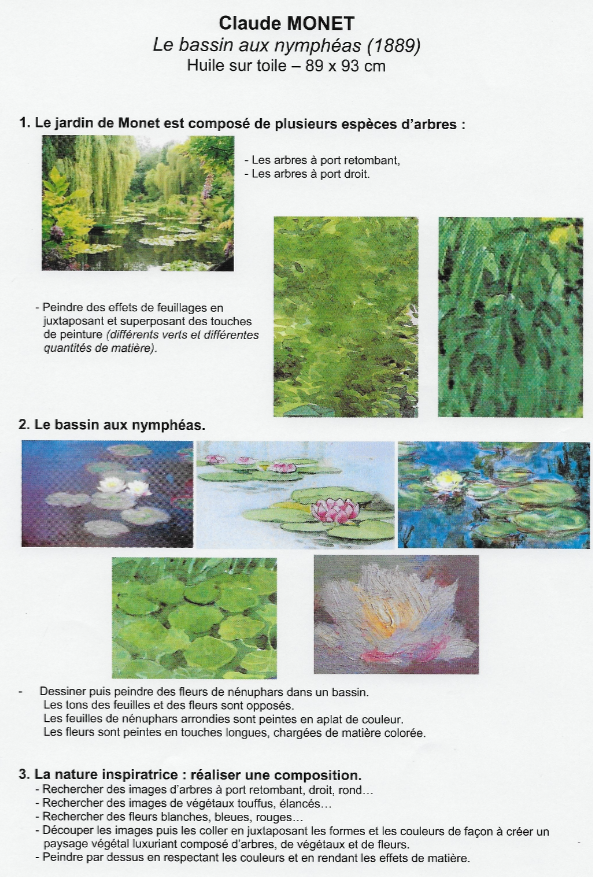 Claude MONET
Le bassin aux nymphéas (1889)
Huile sur toile – 89 x 93 cm
1. Le jardin de Monet est composé de plusieurs espèces d'arbres :
- Les arbres à port retombant,
- Les arbres à port droit.
- Peindre des effets de feuillages en
juxtaposant et superposant des touches
de peinture (différents verts et différentes
quantités de matière).
2. Le bassin aux nymphéas.
- Dessiner puis peindre des fleurs de nénuphars dans un bassin.
Les tons des feuilles et des fleurs sont opposés.
Les feuilles de nénuphars arrondies sont peintes en aplat de couleur.
Les fleurs sont peintes en touches longues, chargées de matière colorée.
3. La nature inspiratrice : réaliser une composition.
- Rechercher des images d'arbres à port retombant, droit, rond…
- Rechercher des images de végétaux touffus, élancés…
- Rechercher des fleurs blanches, bleues, rouges…
- Découper les images puis les coller en juxtaposant les formes et les couleurs de façon à créer un
paysage végétal luxuriant composé d'arbres, de végétaux et de fleurs.
- Peindre par dessus en respectant les couleurs et en rendant les effets de matière.